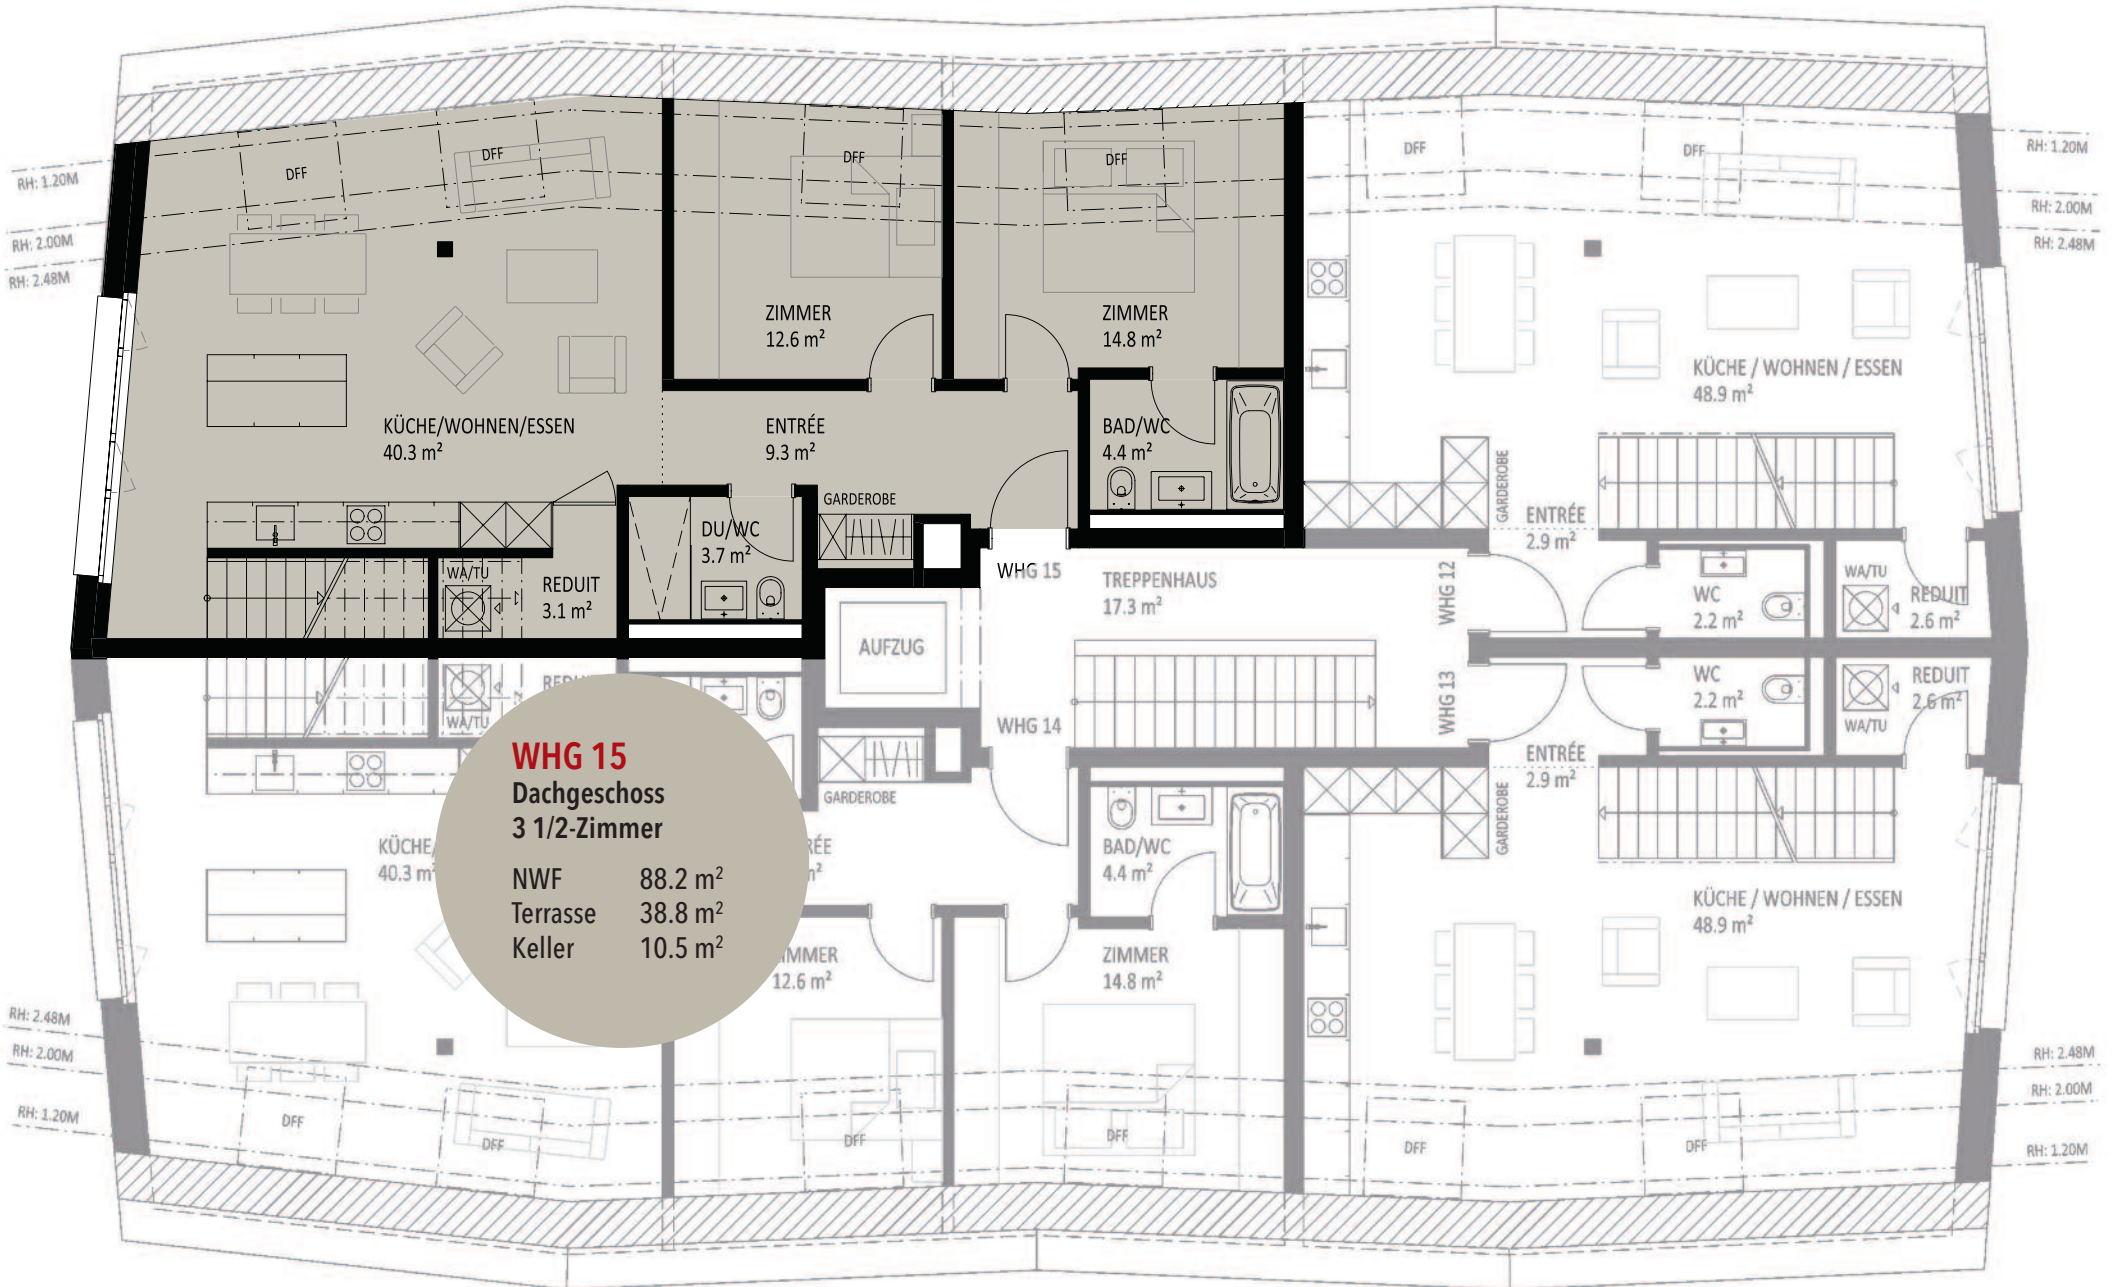 DFF
DFF
DFF
DFF
DFF
DFF
RH: 1.20M
RH: 2.00M
RH: 2.48M
RH: 1.20M
RH: 2.00M
RH: 2.48M
ZIMMER
12.6 m²
ZIMMER
14.8 m²
KÜCHE/WOHNEN/ESSEN
40.3 m²
ENTRÉE
9.3 m²
BAD/WC
4.4 m²
KÜCHE / WOHNEN / ESSEN
48.9 m²
GARDEROBE
GARDEROBE
DU/WC
3.7 m²
ENTRÉE
2.9 m²
WA/TU
REDUIT
3.1 m²
WHG 15
TREPPENHAUS
17.3 m²
WHG 12
WC
2.2 m²
WA/TU
REDUIT
2.6 m²
AUFZUG
WHG 14
WHG 13
WC
2.2 m²
WA/TU
REDUIT
2.6 m²
WA/TU
ENTRÉE
2.9 m²
GARDEROBE
GARDEROBE
WHG 15
Dachgeschoss
3 1/2-Zimmer
NWF 88.2 m²
Terrasse 38.8 m²
Keller 10.5 m²
KÜCHE/
40.3 m²
BAD/WC
4.4 m²
KÜCHE / WOHNEN / ESSEN
48.9 m²
12.6 m²
ZIMMER
14.8 m²
RH: 2.48M
RH: 2.00M
RH: 1.20M
RH: 2.48M
RH: 2.00M
RH: 1.20M
DFF
DFF
DFF
DFF
DFF
DFF